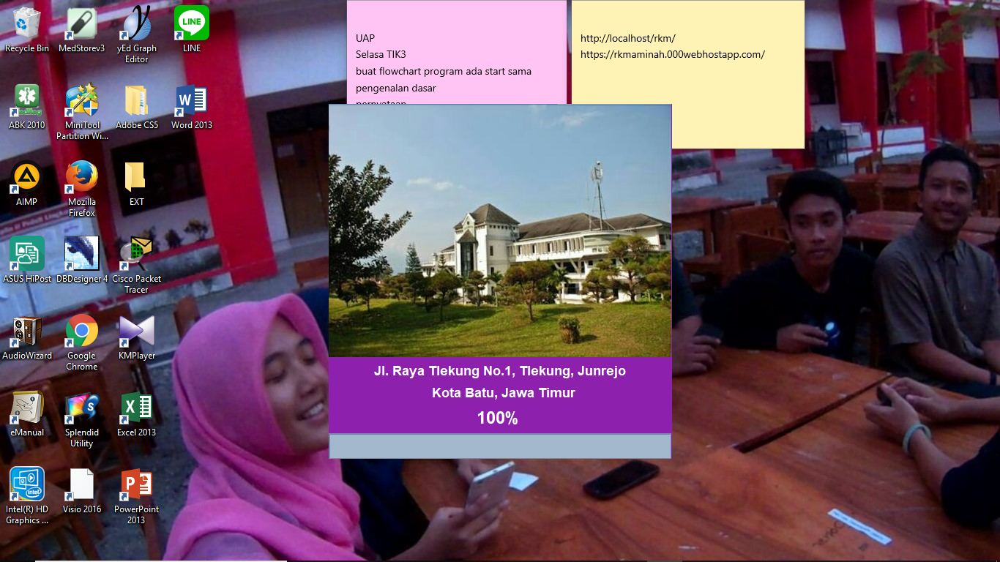 Recycle Bin
MedStorev3
yEd Graph
Editor
LINE
LINE
ABK 2010
MiniTool
Partition Wi...
Adobe CS5
Word 2013
AIMP
Mozilla
Firefox
EXT
ASUS HiPost
DBDesigner 4
Cisco Packet
Tracer
AudioWizard
Google
Chrome
KMPlayer
eManual
Splendid
Utility
Excel 2013
Intel(R) HD
Graphics ...
Visio 2016
PowerPoint
2013
UAP
Selasa TIK3
buat flowchart program ada start sama
pengenalan dasar
http://localhost/rkm/
https://rkmaminah.000webhostapp.com/
Jl. Raya Tlekung No.1, Tlekung, Junrejo
Kota Batu, Jawa Timur
100%